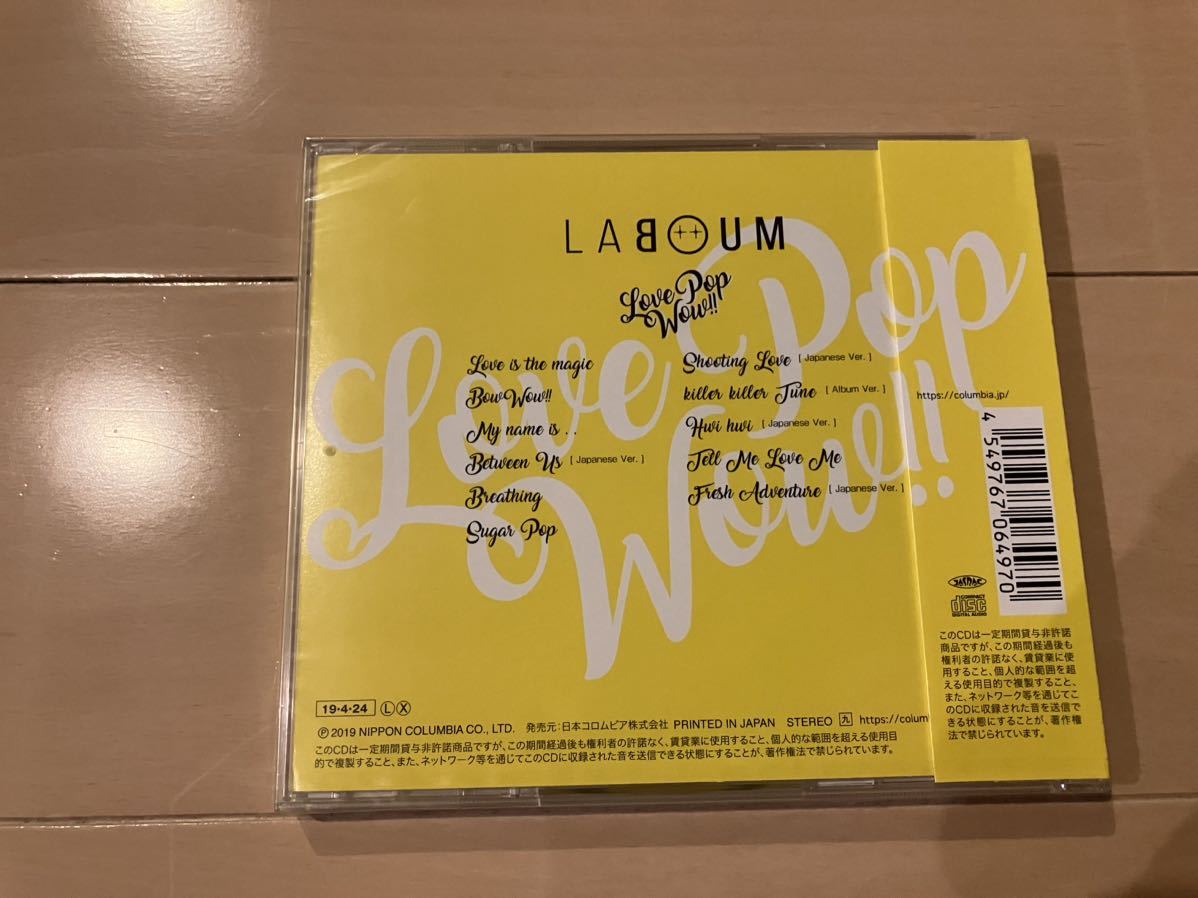 LABOUM
Love Pop
Wow!!
Love Pop
Wow!!
Love is the magic
BowWow!!
My name is . .
Between Us [ Japanese Ver. ]
Breathing
Sugar Pop
Shooting Love [ Japanese Ver. ]
killer killer Tune [ Album Ver. ]
Hwi hwi [ Japanese Ver. ]
Tell Me Love Me
Fresh Adventure [ Japanese Ver. ]
19・4・24 Ⓛ Ⓧ
℗ 2019 NIPPON COLUMBIA CO., LTD. 発売元:日本コロムビア株式会社 PRINTED IN JAPAN STEREO 九 https://colum
このCDは一定期間貸与非許諾商品ですが、この期間経過後も権利者の許諾なく、賃貸業に使用すること、個人的な範囲を超える使用目
的で複製すること、また、ネットワーク等を通じてこのCDに収録された音を送信できる状態にすることが、著作権法で禁じられています。
https://columbia.jp/
4 549767 064970
JASRAC
COMPACT
disc
DIGITAL AUDIO
このCDは一定期間貸与非許諾
商品ですが、この期間経過後も
権利者の許諾なく、賃貸業に使
用すること、個人的な範囲を超
える使用目的で複製すること、
また、ネットワーク等を通じてこ
のCDに収録された音を送信で
きる状態にすることが、著作権
法で禁じられています。